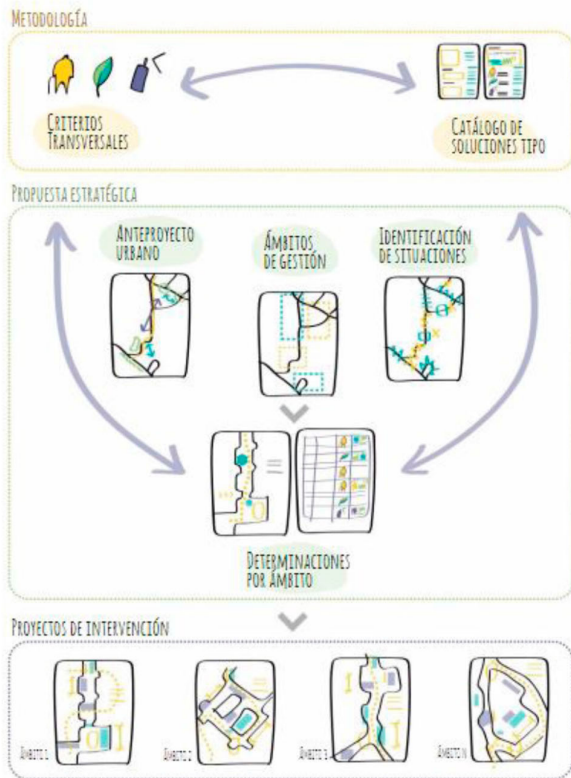 METODOLOGÍA
CRITERIOS
TRANSVERSALES
CATÁLOGO DE
SOLUCIONES TIPO
PROPUESTA ESTRATÉGICA
ANTEPROYECTO
URBANO
ÁMBITOS
DE GESTIÓN
IDENTIFICACIÓN
DE SITUACIONES
DETERMINACIONES
POR ÁMBITO
PROYECTOS DE INTERVENCIÓN
ÁMBITO 1
ÁMBITO 2
ÁMBITO 3
ÁMBITO N